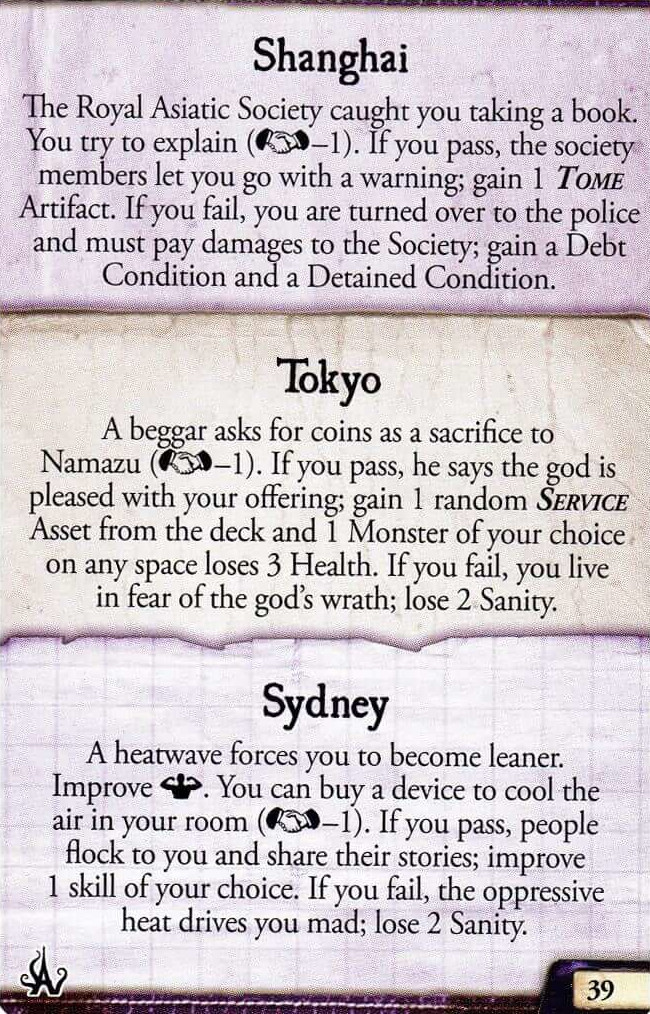 Shanghai
The Royal Asiatic Society caught you taking a book.
You try to explain (–1). If you pass, the society
members let you go with a warning; gain 1 TOME
Artifact. If you fail, you are turned over to the police
and must pay damages to the Society; gain a Debt
Condition and a Detained Condition.
Tokyo
A beggar asks for coins as a sacrifice to
Namazu (–1). If you pass, he says the god is
pleased with your offering; gain 1 random SERVICE
Asset from the deck and 1 Monster of your choice
on any space loses 3 Health. If you fail, you live
in fear of the god's wrath; lose 2 Sanity.
Sydney
A heatwave forces you to become leaner.
Improve . You can buy a device to cool the
air in your room (–1). If you pass, people
flock to you and share their stories; improve
1 skill of your choice. If you fail, the oppressive
heat drives you mad; lose 2 Sanity.
39